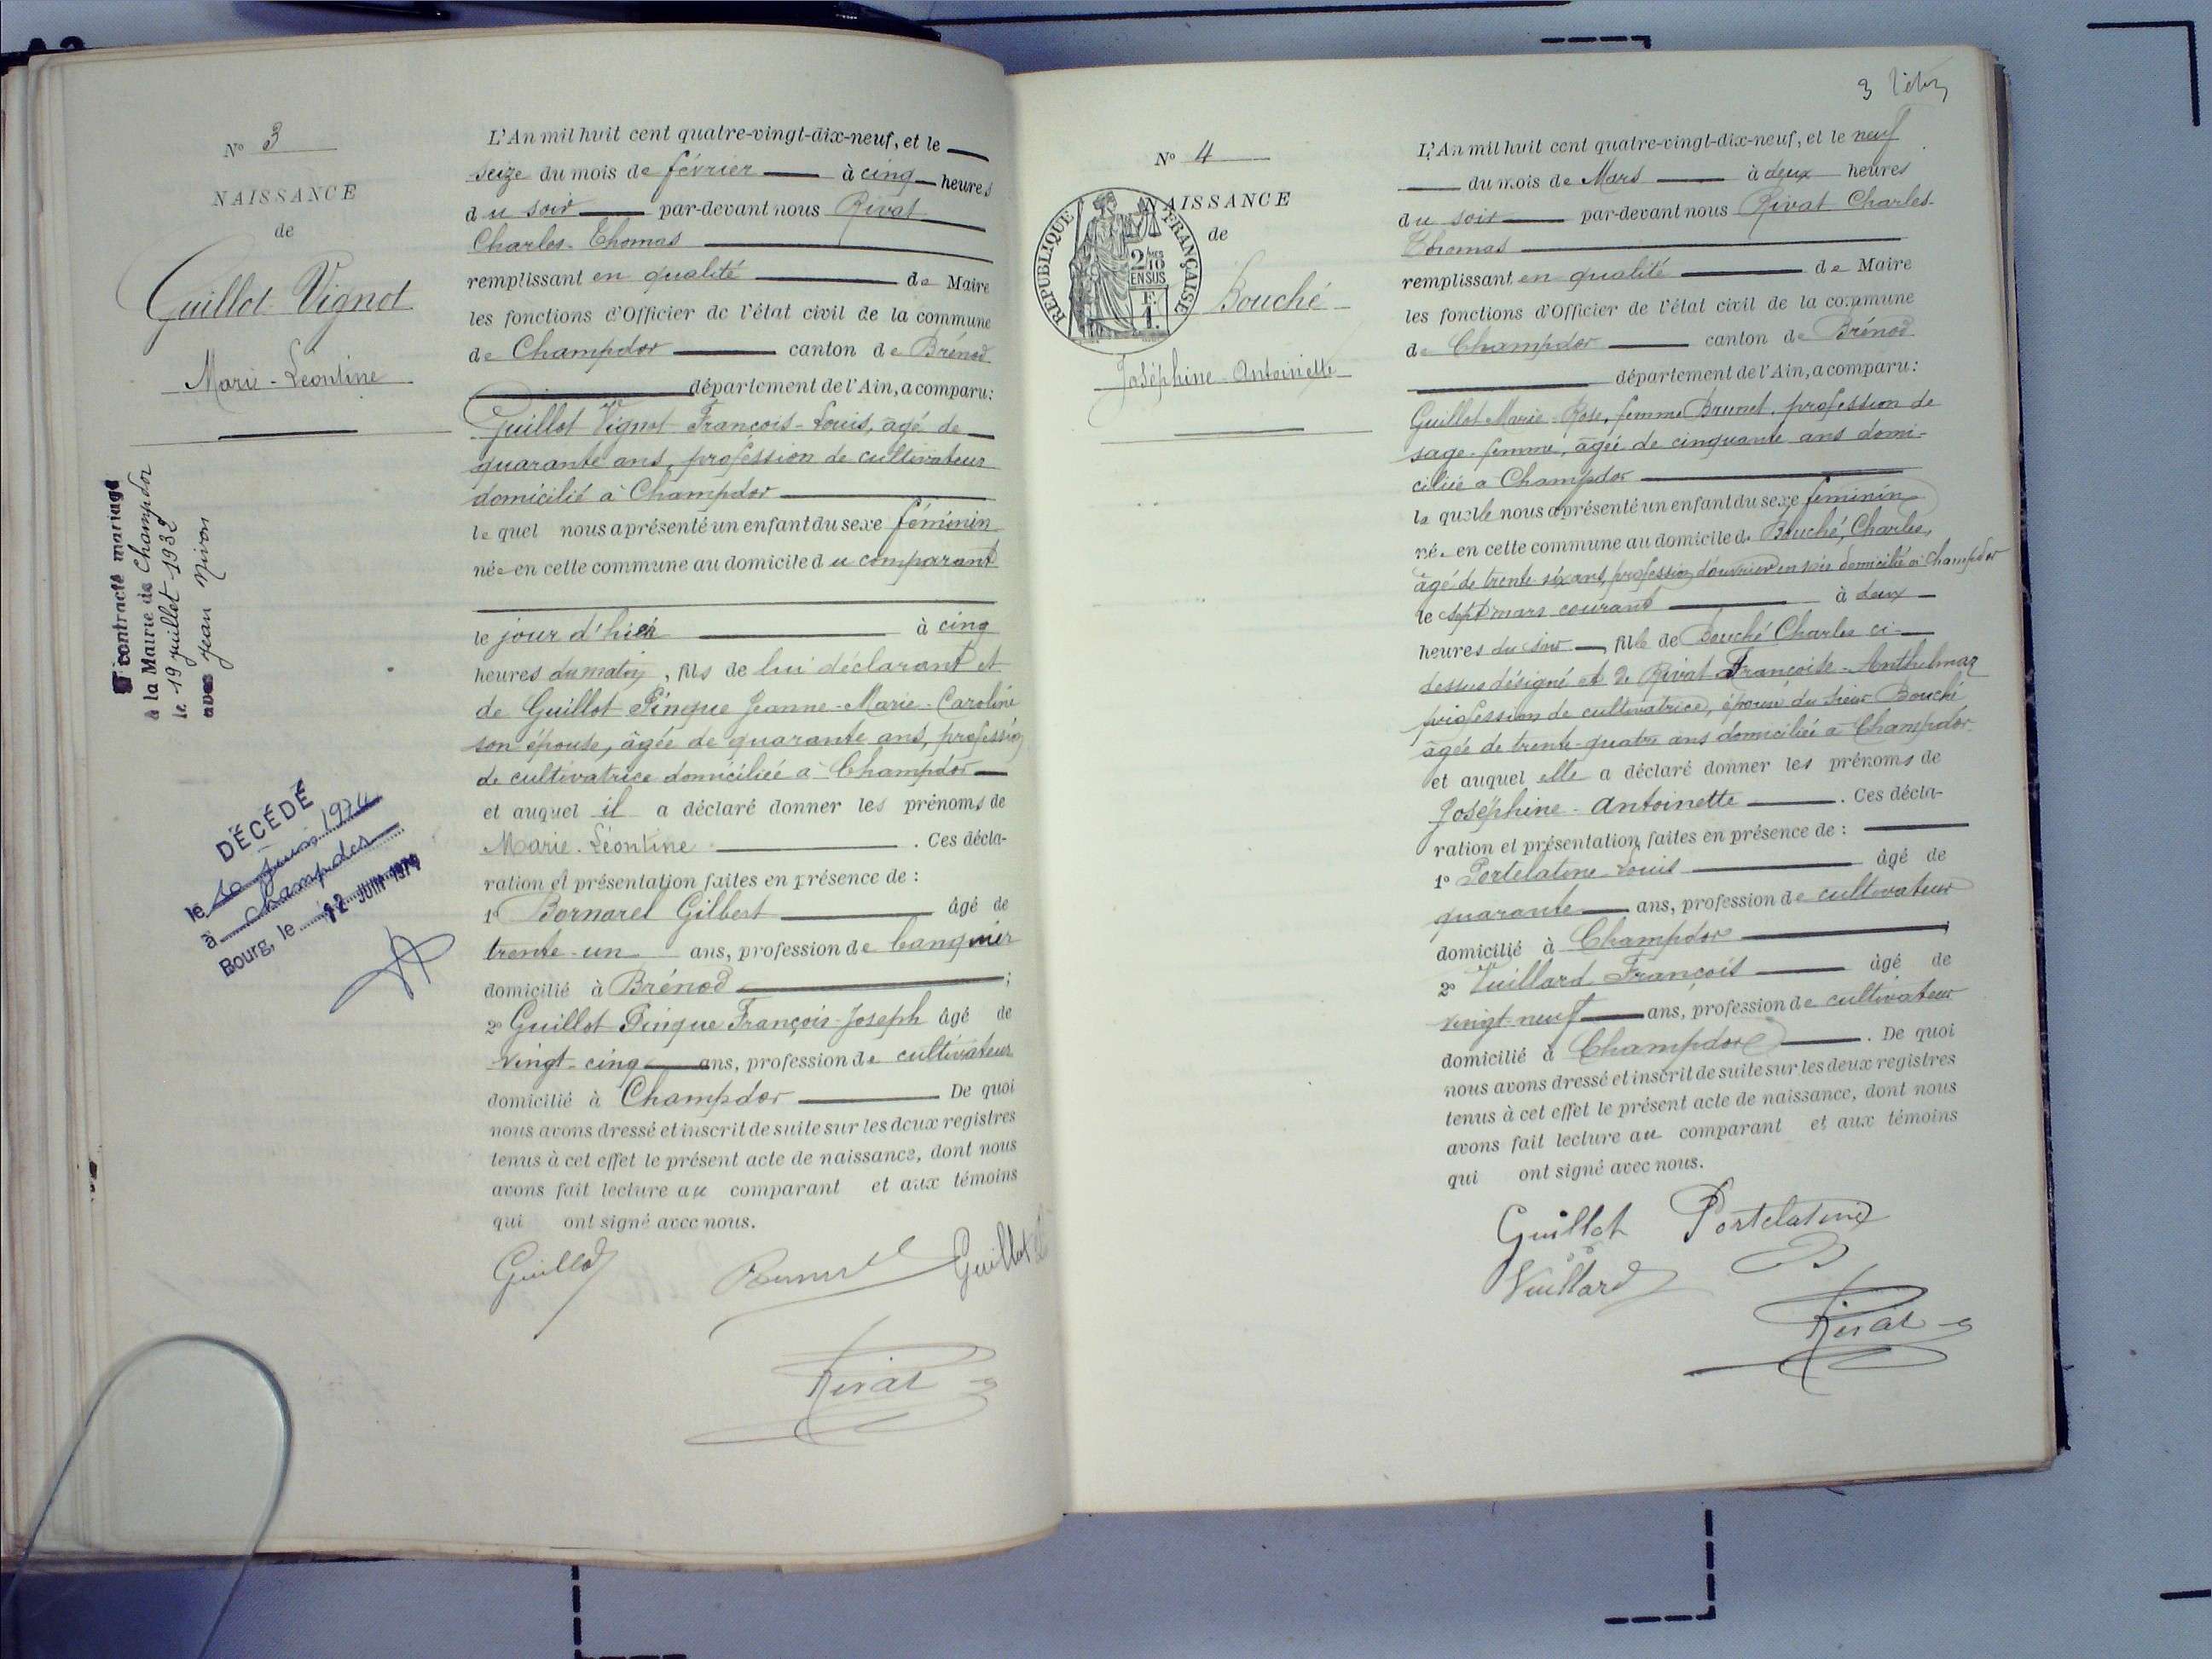 N° 3
NAISSANCE
de
Guillot-Vignot
Marie-Léontine
contracté mariage
à la Mairie de Champdor
le 19 juillet 1932
avec Jean Nivon
DÉCÉDÉ
le juin 1974
à Champdor
Bourg, le 12 JUIN 1974
L'An mil huit cent quatre-vingt-dix-neuf, et le
seize du mois de février à cinq heures
du soir par-devant nous Rivat
Charles-Thomas
remplissant en qualité de Maire
les fonctions d'Officier de l'état civil de la commune
de Champdor canton de Brénod
département de l'Ain, a comparu:
Guillot Vignot François-Louis, âgé de
quarante ans, profession de cultivateur
domicilié à Champdor
lequel nous a présenté un enfant du sexe féminin
née en cette commune au domicile du comparant
le jour d'hier à cinq
heures du matin, fils de lui déclarant et
de Guillot Pingue Jeanne-Marie-Caroline
son épouse, âgée de quarante ans, profession
de cultivatrice domiciliée à Champdor
et auquel il a déclaré donner les prénoms de
Marie-Léontine. Ces décla-
ration et présentation faites en présence de :
1° Bornarel Gilbert âgé de
trente-un ans, profession de banquier
domicilié à Brénod ;
2° Guillot Pingue François-Joseph âgé de
vingt-cinq ans, profession de cultivateur
domicilié à Champdor De quoi
nous avons dressé et inscrit de suite sur les deux registres
tenus à cet effet le présent acte de naissance, dont nous
avons fait lecture au comparant et aux témoins
qui ont signé avec nous.
Guillot Guillot
Rivat
3
N° 4
NAISSANCE
de
REPUBLIQUE FRANÇAISE
2/10 EN SUS
F. 1.
Bouché
Joséphine-Antoinette
L'An mil huit cent quatre-vingt-dix-neuf, et le neuf
du mois de Mars à deux heures
du soir par-devant nous Rivat Charles-
Thomas
remplissant en qualité de Maire
les fonctions d'Officier de l'état civil de la commune
de Champdor canton de Brénod
département de l'Ain, a comparu:
Guillot Marie-Rose, femme Brunet, profession de
sage-femme, âgée de cinquante ans domi-
ciliée à Champdor
laquelle nous a présenté un enfant du sexe féminin
née en cette commune au domicile de Bouché, Charles,
âgé de trente-six ans, profession d'ouvrier en soie domicilié à Champdor
le sept mars courant à deux
heures du soir, fille de Bouché Charles ci-
dessus désigné et de Rivat Françoise-Anthelmaz
profession de cultivatrice, épouse du sieur Bouché
âgée de trente-quatre ans domiciliée à Champdor
et auquel elle a déclaré donner les prénoms de
Joséphine-Antoinette. Ces décla-
ration et présentation faites en présence de :
1° Portelatine Louis âgé de
quarante ans, profession de cultivateur
domicilié à Champdor
2° Vuillard François âgé de
vingt-neuf ans, profession de cultivateur
domicilié à Champdor. De quoi
nous avons dressé et inscrit de suite sur les deux registres
tenus à cet effet le présent acte de naissance, dont nous
avons fait lecture au comparant et aux témoins
qui ont signé avec nous.
Guillot Portelatine
Vuillard
Rivat